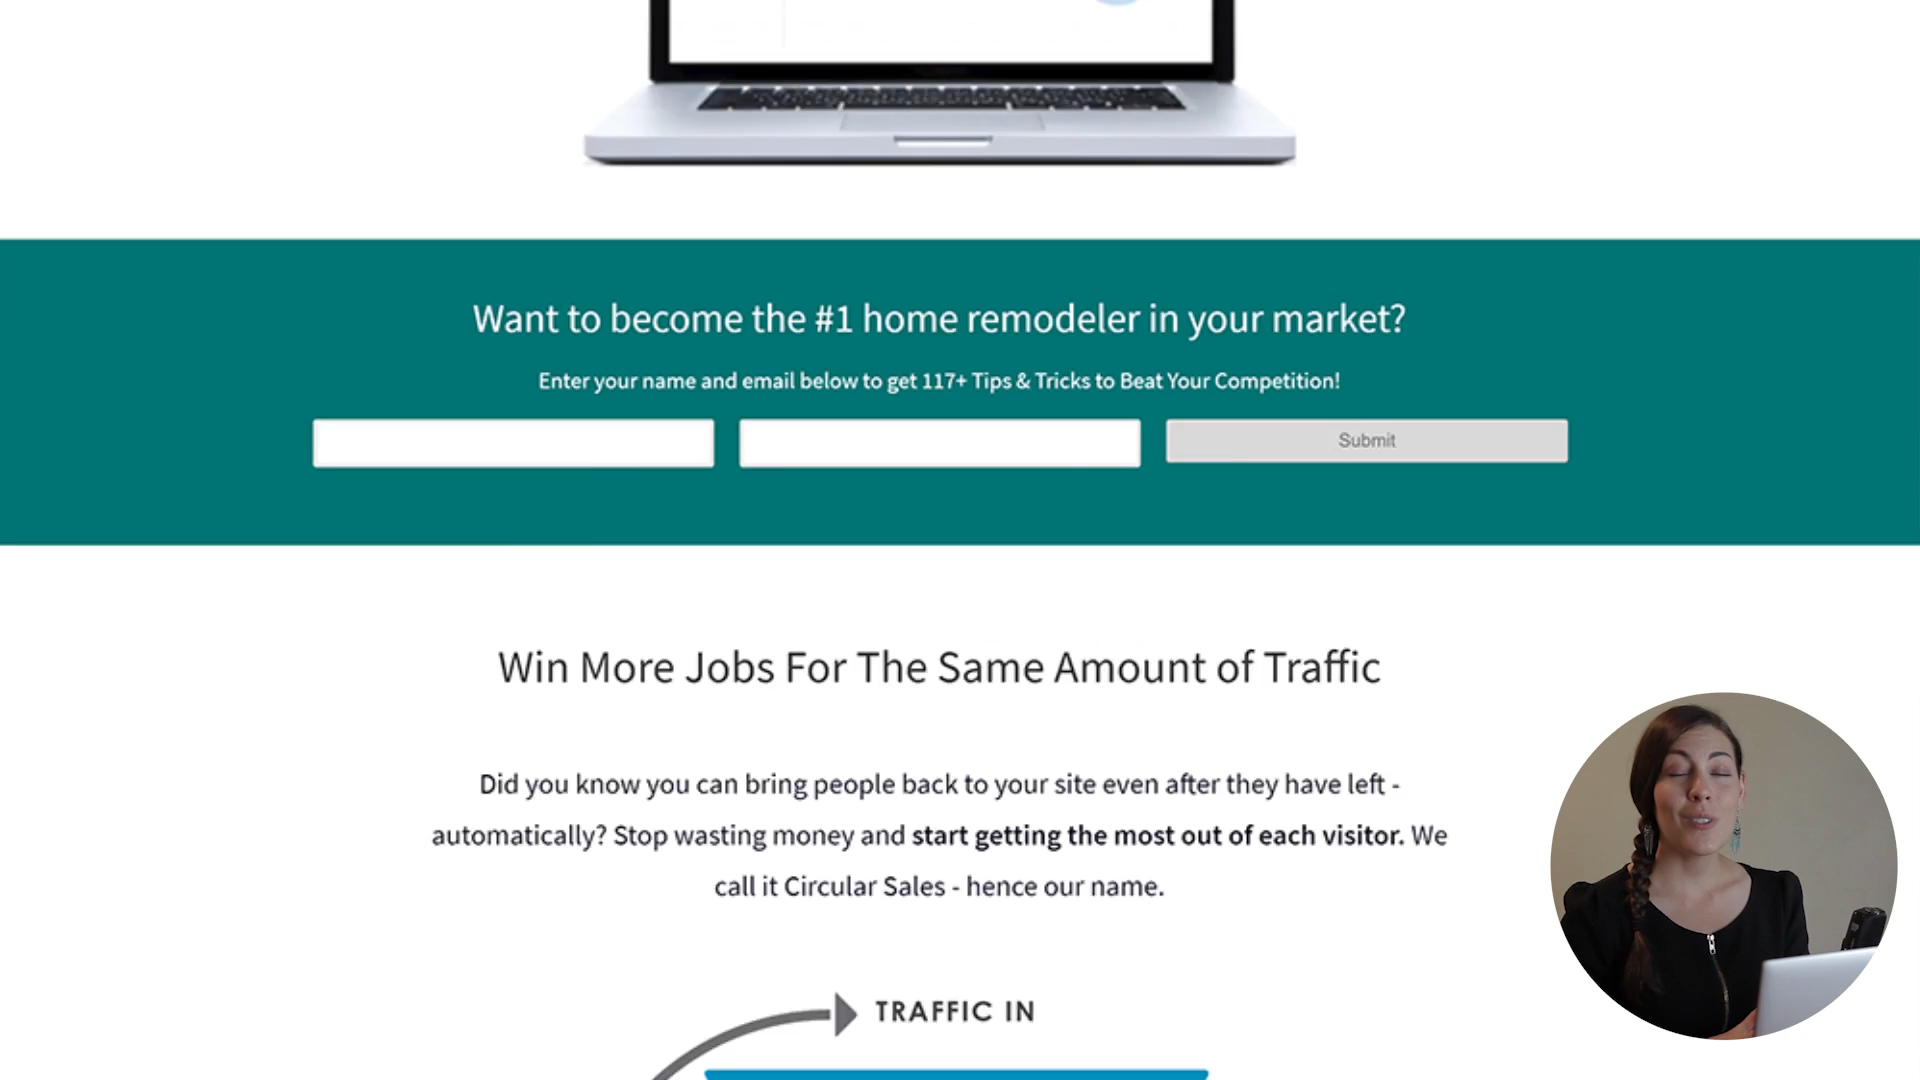 Want to become the #1 home remodeler in your market?
Enter your name and email below to get 117+ Tips & Tricks to Beat Your Competition!
Submit
Win More Jobs For The Same Amount of Traffic
Did you know you can bring people back to your site even after they have left -
automatically? Stop wasting money and start getting the most out of each visitor. We
call it Circular Sales - hence our name.
TRAFFIC IN